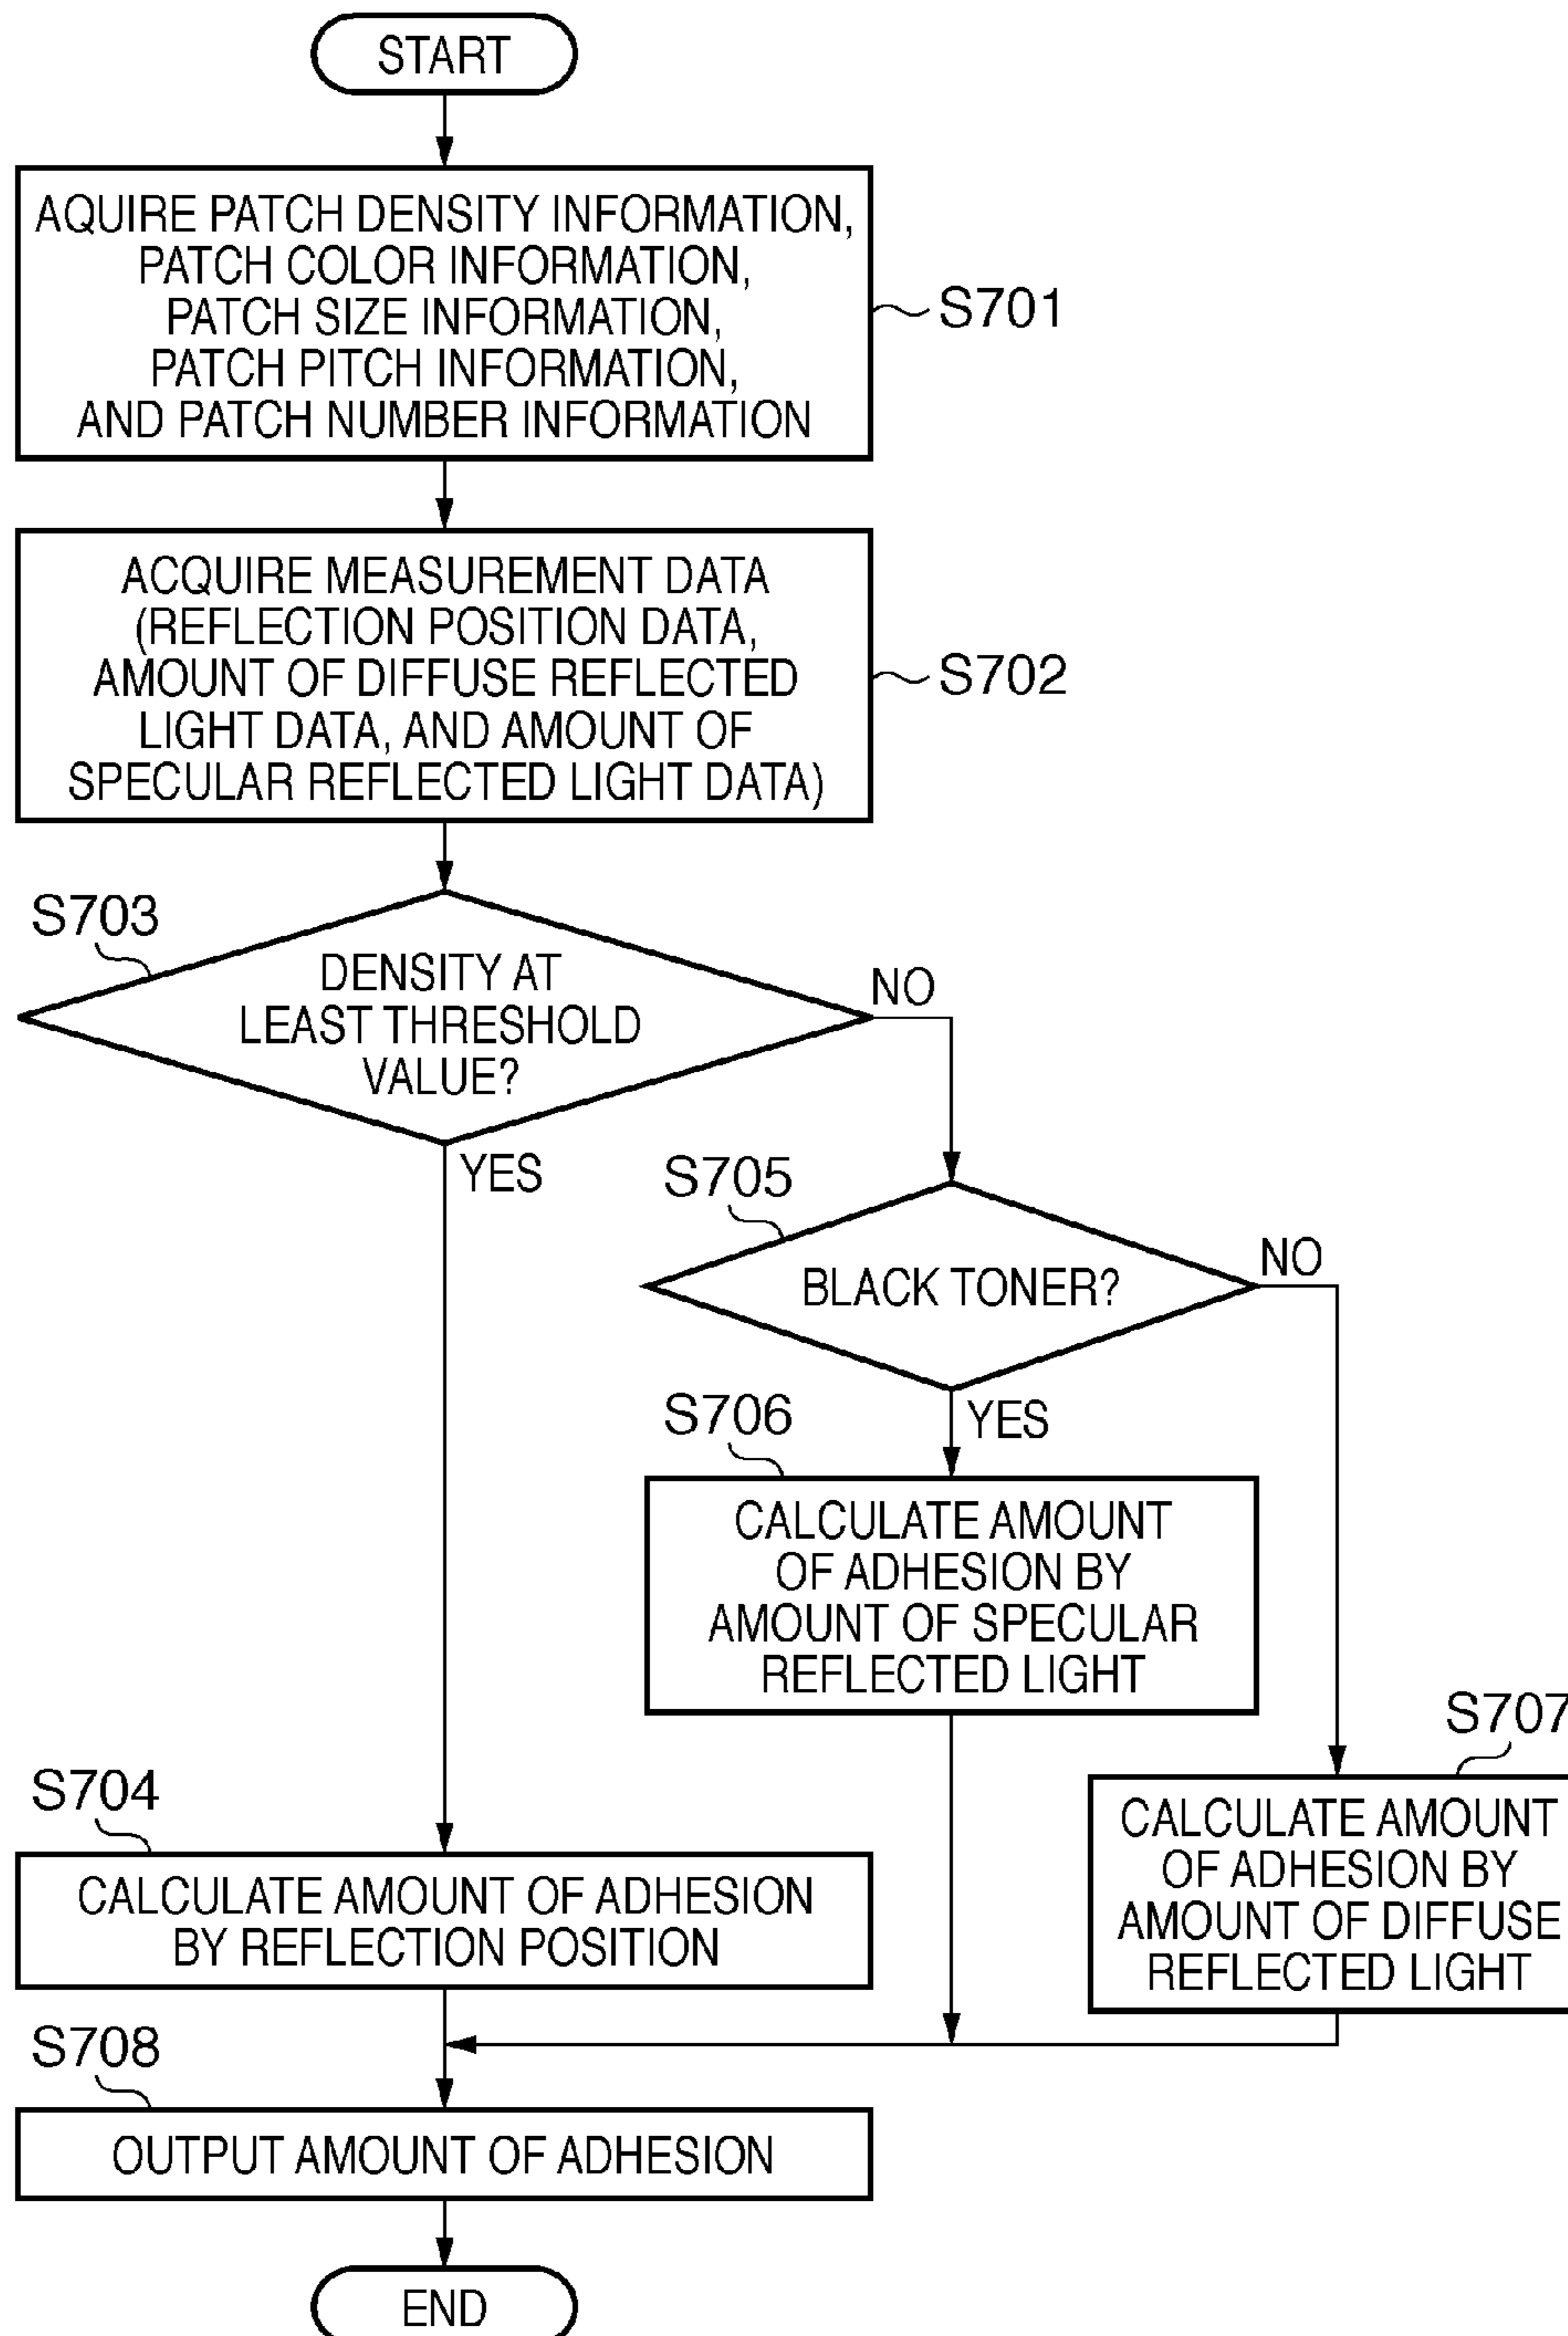 START
AQUIRE PATCH DENSITY INFORMATION,
PATCH COLOR INFORMATION,
PATCH SIZE INFORMATION,
PATCH PITCH INFORMATION,
AND PATCH NUMBER INFORMATION
S701
ACQUIRE MEASUREMENT DATA
(REFLECTION POSITION DATA,
AMOUNT OF DIFFUSE REFLECTED
LIGHT DATA, AND AMOUNT OF
SPECULAR REFLECTED LIGHT DATA)
S702
S703
DENSITY AT
LEAST THRESHOLD
VALUE?
NO
YES
S705
BLACK TONER?
NO
YES
S706
CALCULATE AMOUNT
OF ADHESION BY
AMOUNT OF SPECULAR
REFLECTED LIGHT
S707
CALCULATE AMOUNT
OF ADHESION BY
AMOUNT OF DIFFUSE
REFLECTED LIGHT
S704
CALCULATE AMOUNT OF ADHESION
BY REFLECTION POSITION
S708
OUTPUT AMOUNT OF ADHESION
END